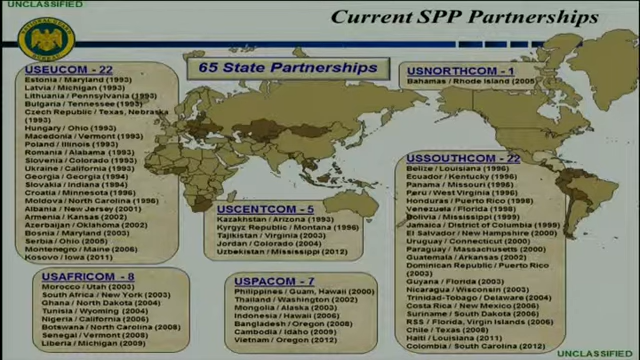 UNCLASSIFIED
Current SPP Partnerships
65 State Partnerships
USEUCOM - 22
Estonia / Maryland (1993)
Latvia / Michigan (1993)
Lithuania / Pennsylvania (1993)
Bulgaria / Tennessee (1993)
Czech Republic / Texas, Nebraska
(1993)
Hungary / Ohio (1993)
Macedonia / Vermont (1993)
Poland / Illinois (1993)
Romania / Alabama (1993)
Slovenia / Colorado (1993)
Ukraine / California (1993)
Georgia / Georgia (1994)
Slovakia / Indiana (1994)
Croatia / Minnesota (1996)
Moldova / North Carolina (1996)
Albania / New Jersey (2001)
Armenia / Kansas (2002)
Azerbaijan / Oklahoma (2002)
Bosnia / Maryland (2003)
Serbia / Ohio (2005)
Montenegro / Maine (2006)
Kosovo / Iowa (2011)
USNORTHCOM - 1
Bahamas / Rhode Island (2005)
USCENTCOM - 5
Kazakhstan / Arizona (1993)
Kyrgyz Republic / Montana (1996)
Tajikistan / Virginia (2003)
Jordan / Colorado (2004)
Uzbekistan / Mississippi (2012)
USSOUTHCOM - 22
Belize / Louisiana (1996)
Ecuador / Kentucky (1996)
Panama / Missouri (1996)
Peru / West Virginia (1996)
Honduras / Puerto Rico (1998)
Venezuela / Florida (1998)
Bolivia / Mississippi (1999)
Jamaica / District of Columbia (1999)
El Salvador / New Hampshire (2000)
Uruguay / Connecticut (2000)
Paraguay / Massachusetts (2000)
Guatemala / Arkansas (2002)
Dominican Republic / Puerto Rico
(2003)
Guyana / Florida (2003)
Nicaragua / Wisconsin (2003)
Trinidad-Tobago / Delaware (2004)
Costa Rica / New Mexico (2006)
Suriname / South Dakota (2006)
RSS / Florida, Virgin Islands (2006)
Chile / Texas (2008)
Haiti / Louisiana (2011)
Colombia / South Carolina (2012)
USAFRICOM - 8
Morocco / Utah (2003)
South Africa / New York (2003)
Ghana / North Dakota (2004)
Tunisia / Wyoming (2004)
Nigeria / California (2006)
Botswana / North Carolina (2008)
Senegal / Vermont (2008)
Liberia / Michigan (2009)
USPACOM - 7
Philippines / Guam, Hawaii (2000)
Thailand / Washington (2002)
Mongolia / Alaska (2003)
Indonesia / Hawaii (2006)
Bangladesh / Oregon (2008)
Cambodia / Idaho (2009)
Vietnam / Oregon (2012)
UNCLASSIFIED